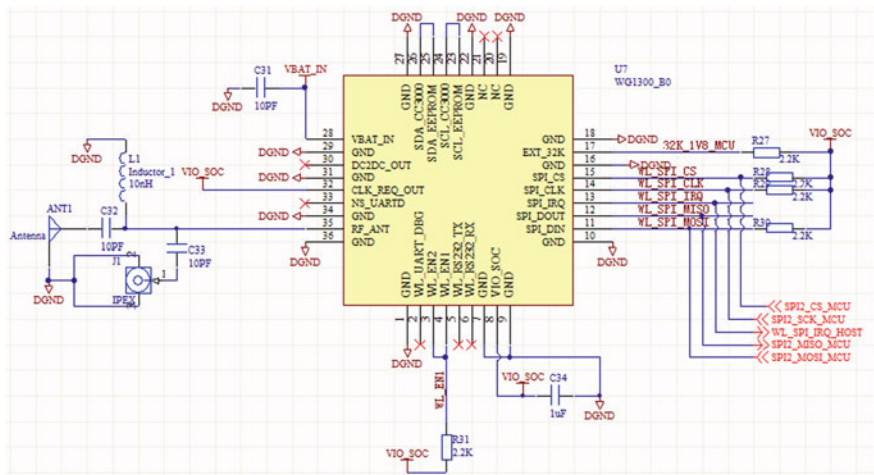 DGND
DGND
DGND
DGND
27
26
25
24
23
22
21
20
19
GND
SDA_CC3000
SDA_EEPROM
SCL_CC3000
SCL_EEPROM
GND
NC
NC
GND
U7
WG1300_B0
C31
VBAT_IN
10PF
DGND
28 VBAT_IN
DGND 29 GND
30 DC2DC_OUT
DGND 31 GND
VIO_SOC 32 CLK_REQ_OUT
33 NS_UARTD
DGND 34 GND
35 RF_ANT
36 GND
DGND
DGND
L1
Inductor_1
10nH
ANT1
Antenna
C32
10PF
C33
10PF
J1
2
1
3
IPEX
DGND
GND 18 DGND
EXT_32K 17 32K_1V8_MCU R27 2.2K VIO_SOC
GND 16 DGND
SPI_CS 15 WL_SPI_CS R28
SPI_CLK 14 WL_SPI_CLK 2.2K
SPI_IRQ 13 WL_SPI_IRQ
SPI_DOUT 12 WL_SPI_MISO
SPI_DIN 11 WL_SPI_MOSI R30 2.2K
GND 10
DGND
GND
WL_UART_DBG
WL_EN2
WL_EN1
WL_RS232_TX
WL_RS232_RX
GND
VIO_SOC
GND
1
2
3
4
5
6
7
8
9
DGND
SPI2_CS_MCU
SPI2_SCK_MCU
WL_SPI_IRQ_HOST
SPI2_MISO_MCU
SPI2_MOSI_MCU
WL_EN1
VIO_SOC
C34
1uF
DGND
R31
2.2K
VIO_SOC